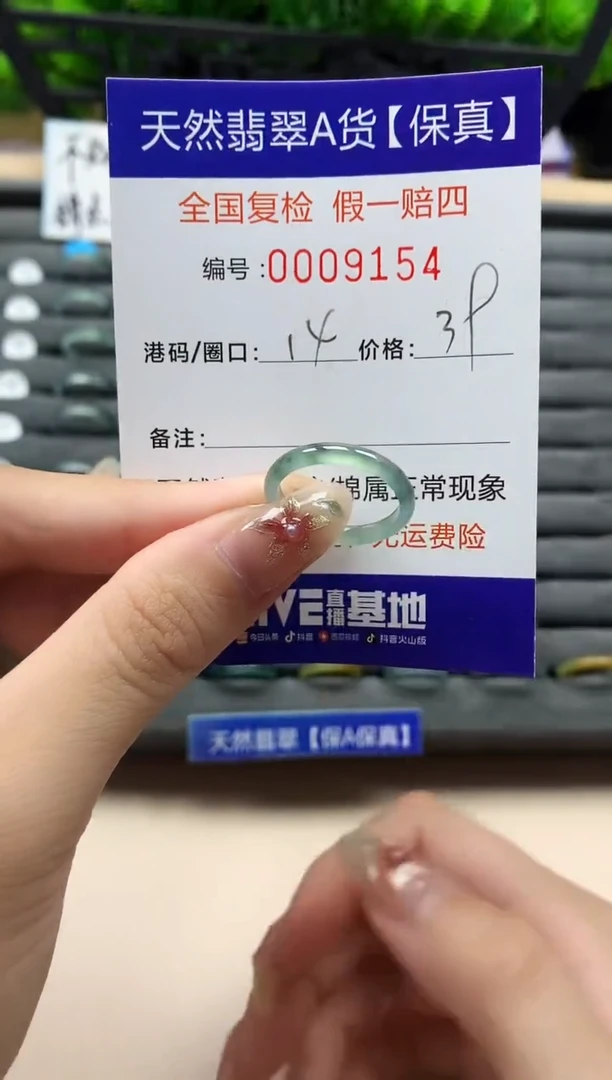 天然翡翠A货【保真】
全国复检 假一赔四
编号:0009154
港码/圈口: 14 价格: 3P
备注:
棉属正常现象
无运费险
直播基地
今日头条 抖音 抖音火山版
天然翡翠【保A保真】